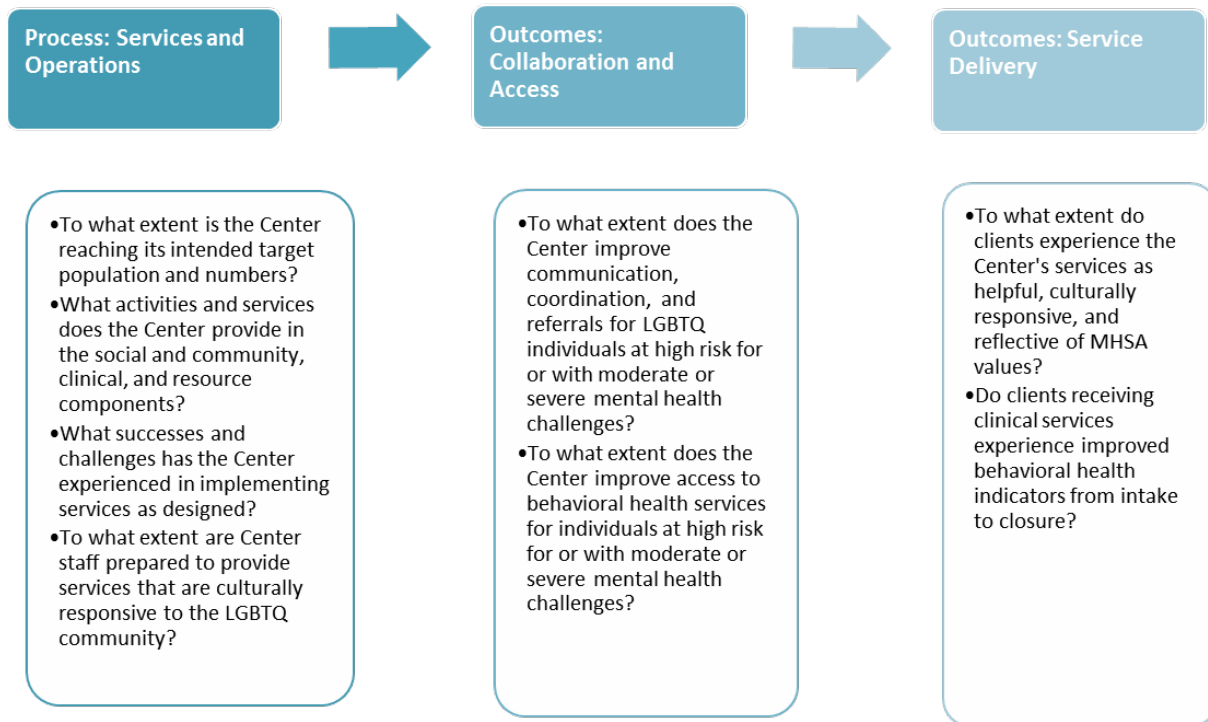 Process: Services and
Operations
Outcomes:
Collaboration and
Access
Outcomes: Service
Delivery
•To what extent is the Center
reaching its intended target
population and numbers?
•What activities and services
does the Center provide in
the social and community,
clinical, and resource
components?
•What successes and
challenges has the Center
experienced in implementing
services as designed?
•To what extent are Center
staff prepared to provide
services that are culturally
responsive to the LGBTQ
community?
•To what extent does the
Center improve
communication,
coordination, and
referrals for LGBTQ
individuals at high risk for
or with moderate or
severe mental health
challenges?
•To what extent does the
Center improve access to
behavioral health services
for individuals at high risk
for or with moderate or
severe mental health
challenges?
•To what extent do
clients experience the
Center's services as
helpful, culturally
responsive, and
reflective of MHSA
values?
•Do clients receiving
clinical services
experience improved
behavioral health
indicators from intake
to closure?